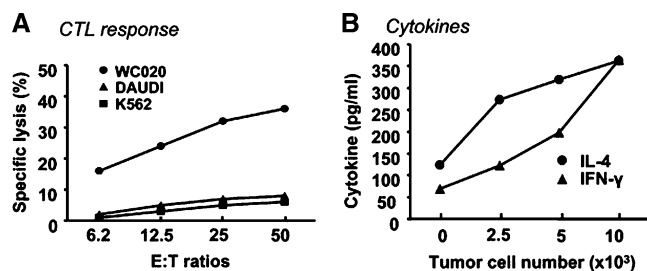 A CTL response
Specific lysis (%)
50
40
30
20
10
0
WC020
DAUDI
K562
6.2 12.5 25 50
E:T ratios
B Cytokines
Cytokine (pg/ml)
400
350
300
250
200
150
100
50
0
IL-4
IFN-γ
0 2.5 5 10
Tumor cell number (x10³)